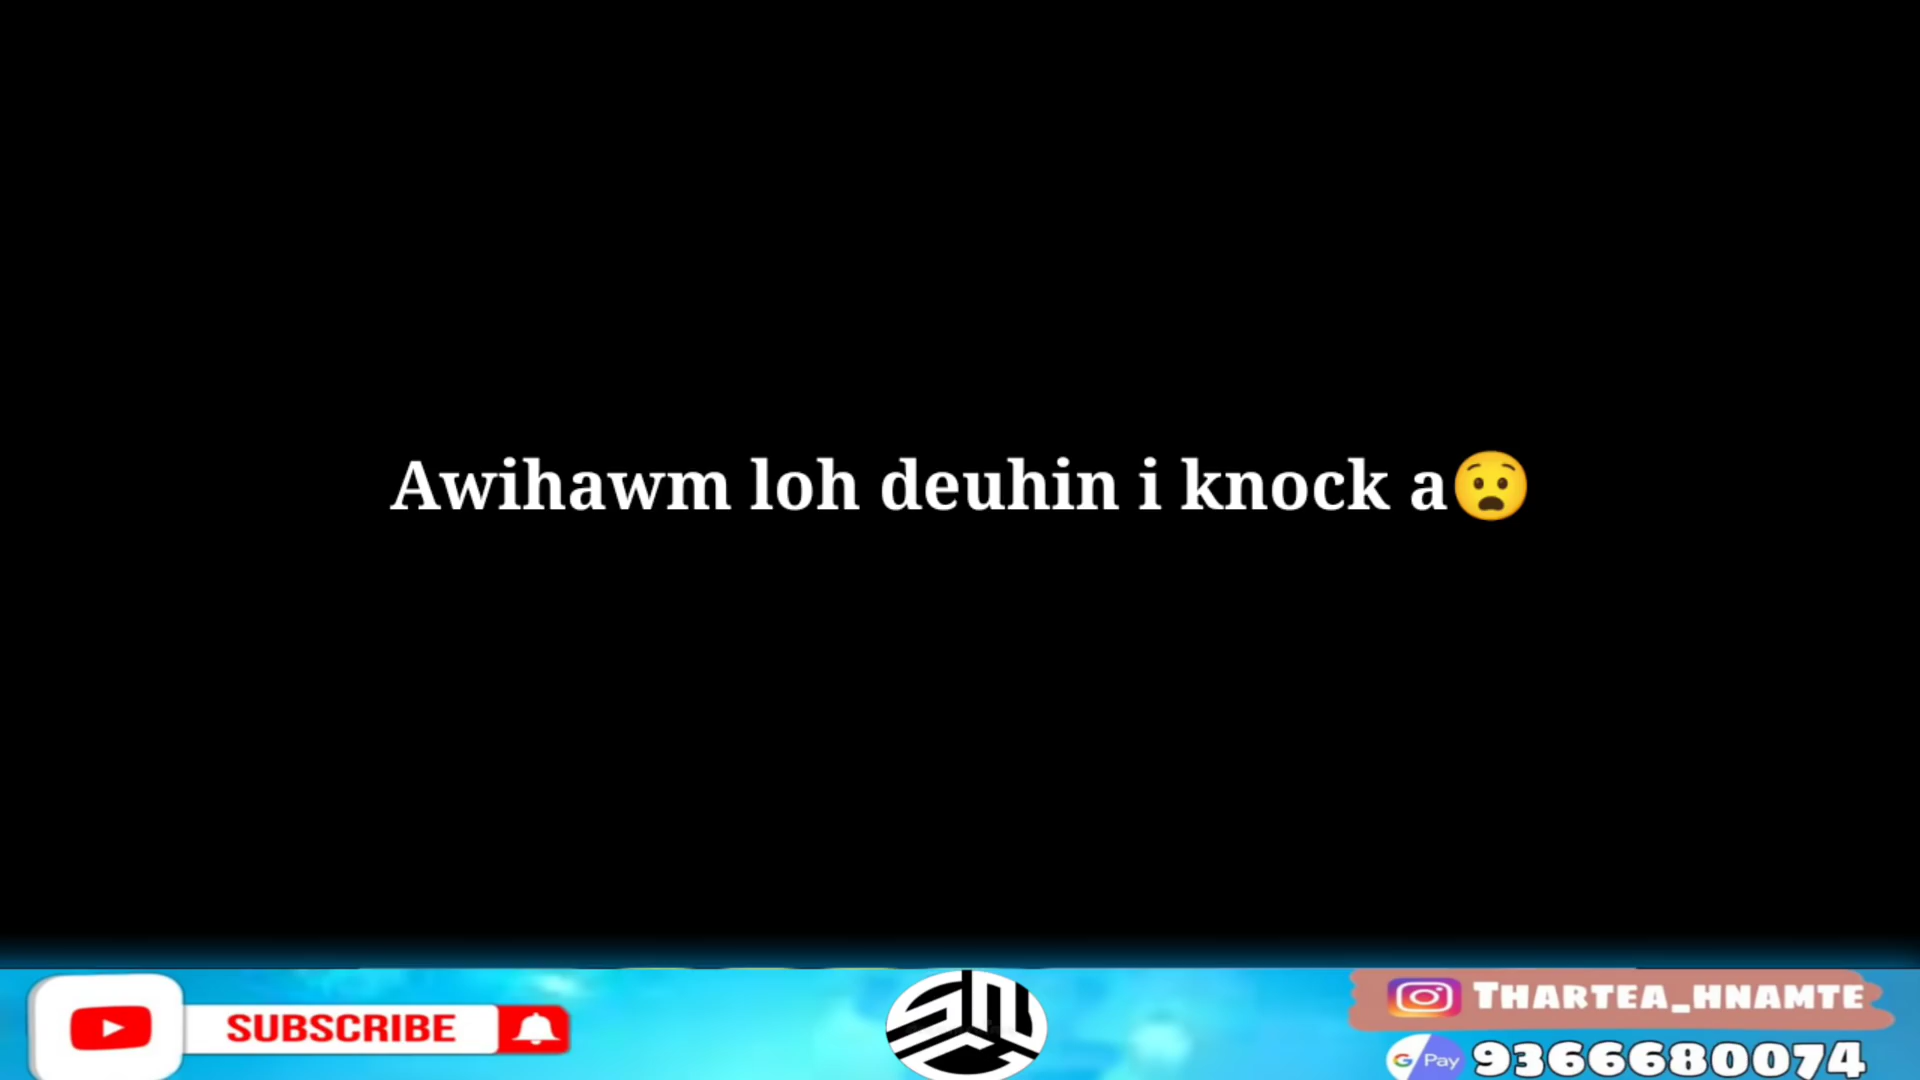 Awihawm loh deuhin i knock a😧
SUBSCRIBE
THARTEA_HNAMTE
G Pay 9366680074